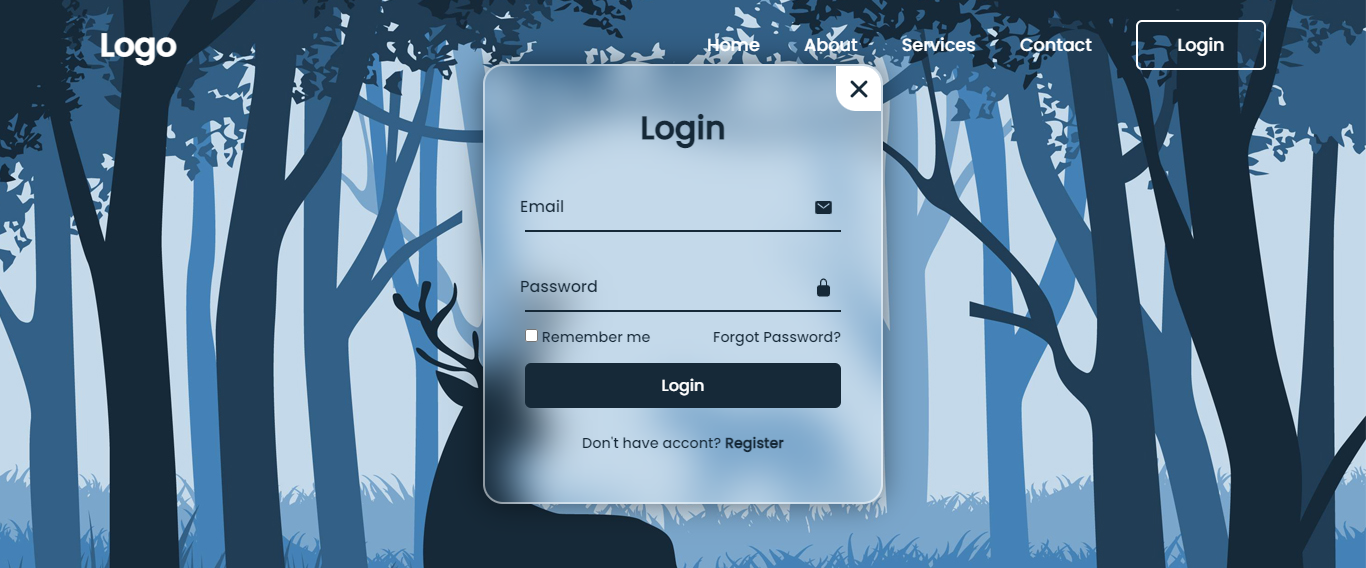 Logo
Home About Services Contact Login
Login
Email
Password
Remember me Forgot Password?
Login
Don't have accont? Register